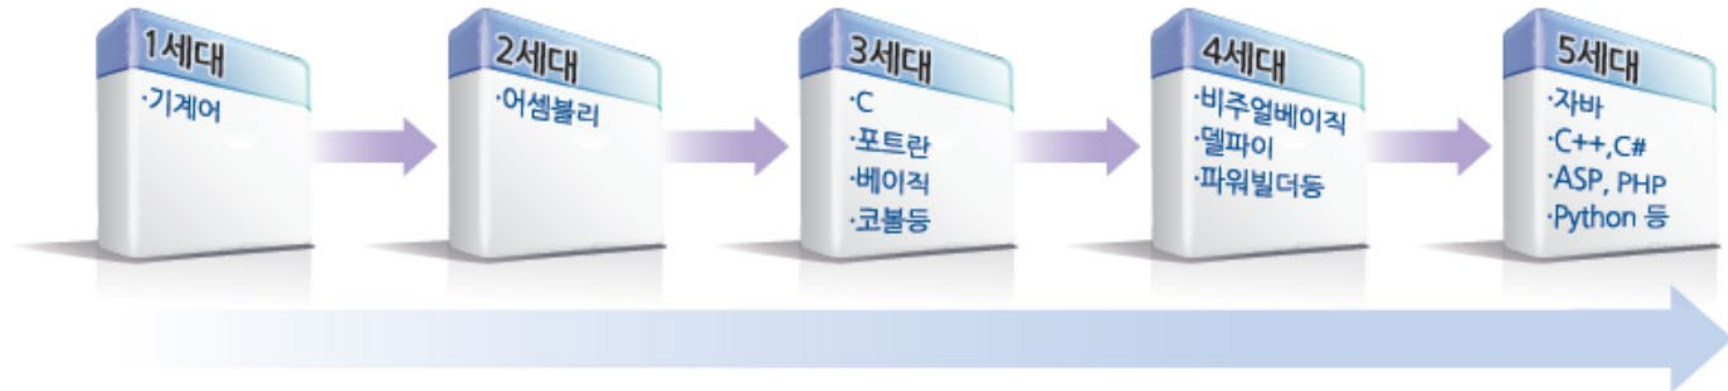 1세대
·기계어
2세대
·어셈블리
3세대
·C
·포트란
·베이직
·코볼등
4세대
·비주얼베이직
·델파이
·파워빌더등
5세대
·자바
·C++,C#
·ASP, PHP
·Python 등